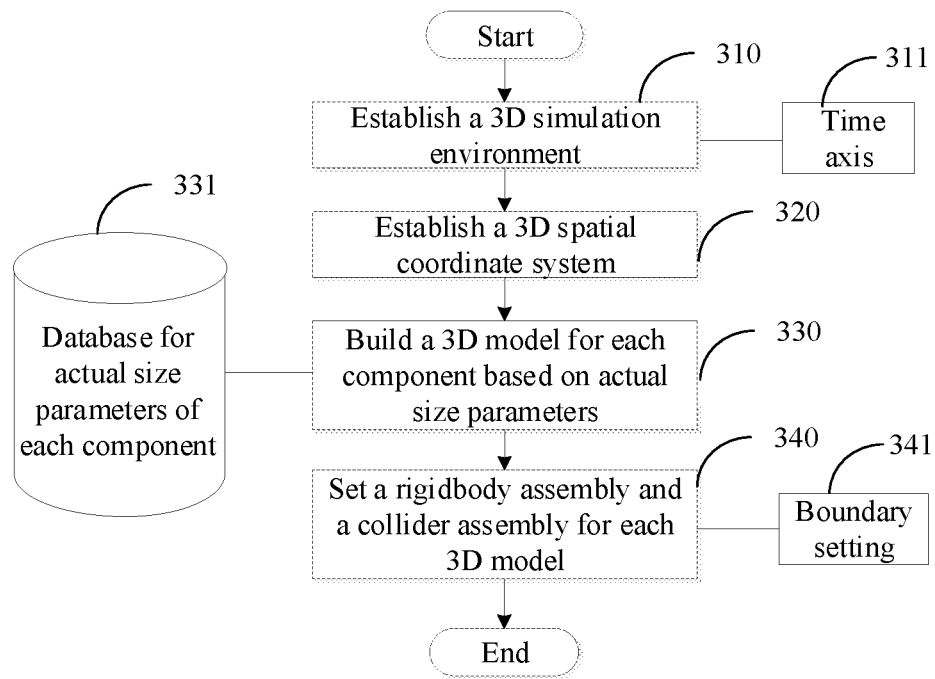 Start
310
311
Establish a 3D simulation
environment
Time
axis
331
320
Establish a 3D spatial
coordinate system
Database for
actual size
parameters of
each component
330
Build a 3D model for each
component based on actual
size parameters
340
341
Set a rigidbody assembly and
a collider assembly for each
3D model
Boundary
setting
End